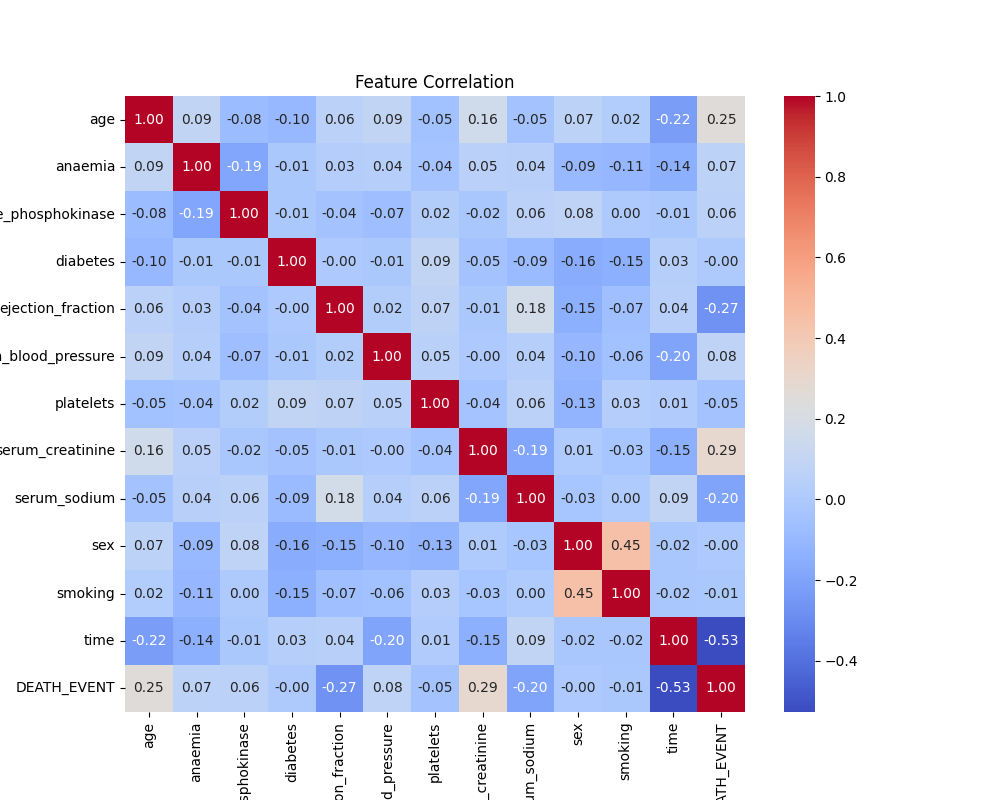 Feature Correlation
age 1.00 0.09 -0.08 -0.10 0.06 0.09 -0.05 0.16 -0.05 0.07 0.02 -0.22 0.25
anaemia 0.09 1.00 -0.19 -0.01 0.03 0.04 -0.04 0.05 0.04 -0.09 -0.11 -0.14 0.07
e_phosphokinase -0.08 -0.19 1.00 -0.01 -0.04 -0.07 0.02 -0.02 0.06 0.08 0.00 -0.01 0.06
diabetes -0.10 -0.01 -0.01 1.00 -0.00 -0.01 0.09 -0.05 -0.09 -0.16 -0.15 0.03 -0.00
ejection_fraction 0.06 0.03 -0.04 -0.00 1.00 0.02 0.07 -0.01 0.18 -0.15 -0.07 0.04 -0.27
_blood_pressure 0.09 0.04 -0.07 -0.01 0.02 1.00 0.05 -0.00 0.04 -0.10 -0.06 -0.20 0.08
platelets -0.05 -0.04 0.02 0.09 0.07 0.05 1.00 -0.04 0.06 -0.13 0.03 0.01 -0.05
serum_creatinine 0.16 0.05 -0.02 -0.05 -0.01 -0.00 -0.04 1.00 -0.19 0.01 -0.03 -0.15 0.29
serum_sodium -0.05 0.04 0.06 -0.09 0.18 0.04 0.06 -0.19 1.00 -0.03 0.00 0.09 -0.20
sex 0.07 -0.09 0.08 -0.16 -0.15 -0.10 -0.13 0.01 -0.03 1.00 0.45 -0.02 -0.00
smoking 0.02 -0.11 0.00 -0.15 -0.07 -0.06 0.03 -0.03 0.00 0.45 1.00 -0.02 -0.01
time -0.22 -0.14 -0.01 0.03 0.04 -0.20 0.01 -0.15 0.09 -0.02 -0.02 1.00 -0.53
DEATH_EVENT 0.25 0.07 0.06 -0.00 -0.27 0.08 -0.05 0.29 -0.20 -0.00 -0.01 -0.53 1.00
age
anaemia
sphokinase
diabetes
on_fraction
d_pressure
platelets
_creatinine
um_sodium
sex
smoking
time
ATH_EVENT
1.0
0.8
0.6
0.4
0.2
0.0
−0.2
−0.4